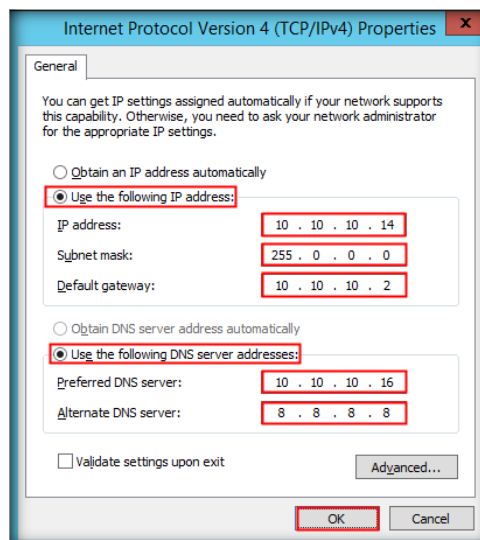 Internet Protocol Version 4 (TCP/IPv4) Properties x
General
You can get IP settings assigned automatically if your network supports
this capability. Otherwise, you need to ask your network administrator
for the appropriate IP settings.
Obtain an IP address automatically
Use the following IP address:
IP address: 10 . 10 . 10 . 14
Subnet mask: 255 . 0 . 0 . 0
Default gateway: 10 . 10 . 10 . 2
Obtain DNS server address automatically
Use the following DNS server addresses:
Preferred DNS server: 10 . 10 . 10 . 16
Alternate DNS server: 8 . 8 . 8 . 8
Validate settings upon exit
Advanced...
OK Cancel